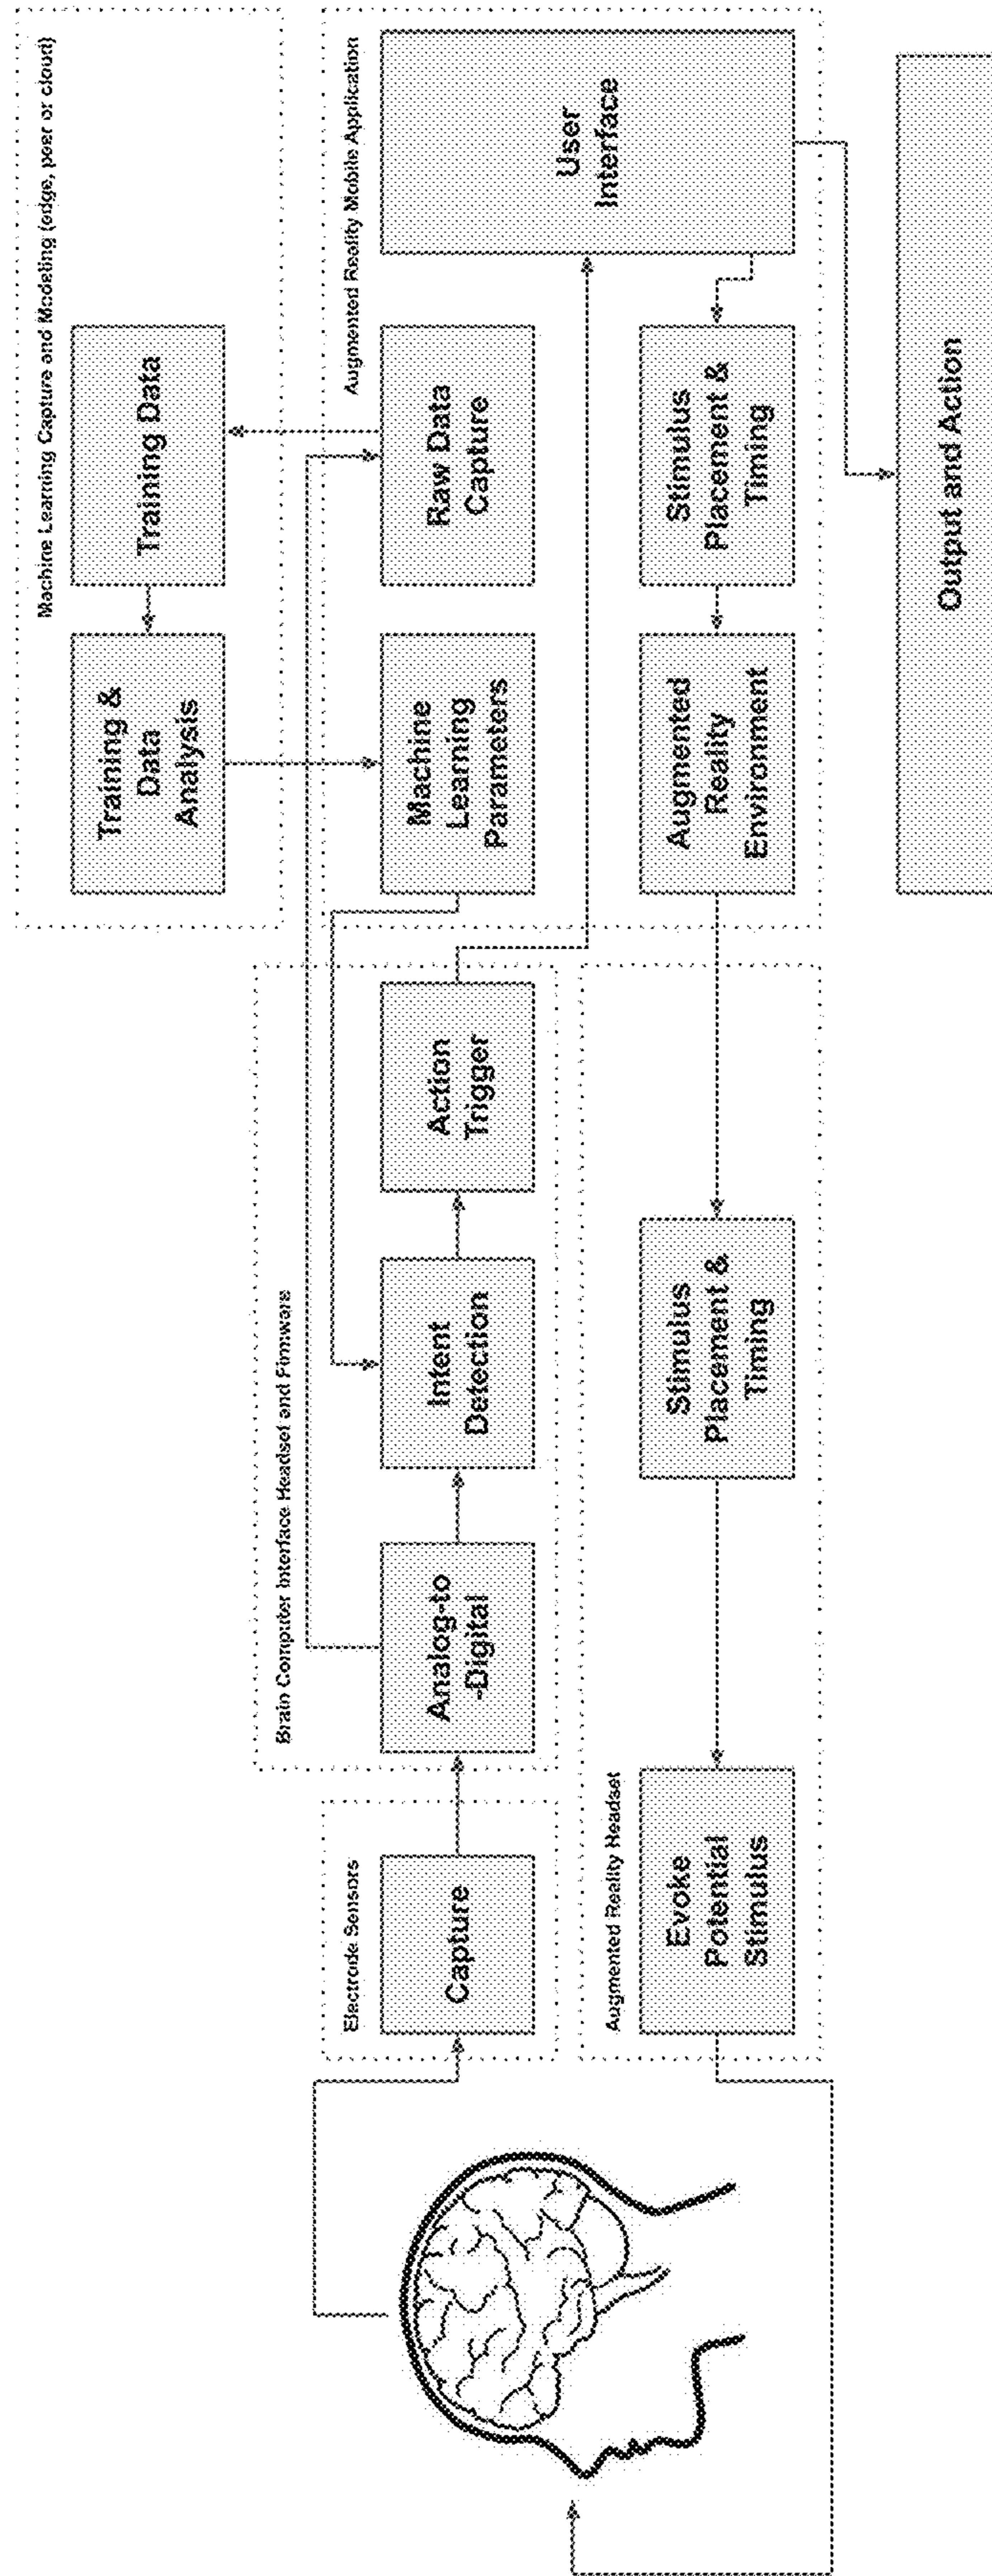 Machine Learning Capture and Modeling (edge, peer or cloud)
Training &
Data
Analysis
Training Data
Brain Computer Interface Headset and Firmware
Augmented Reality Mobile Application
Electrode Sensors
Capture
Analog-to
-Digital
Intent
Detection
Action
Trigger
Machine
Learning
Parameters
Raw Data
Capture
User
Interface
Augmented Reality Headset
Evoke
Potential
Stimulus
Stimulus
Placement &
Timing
Augmented
Reality
Environment
Stimulus
Placement &
Timing
Output and Action